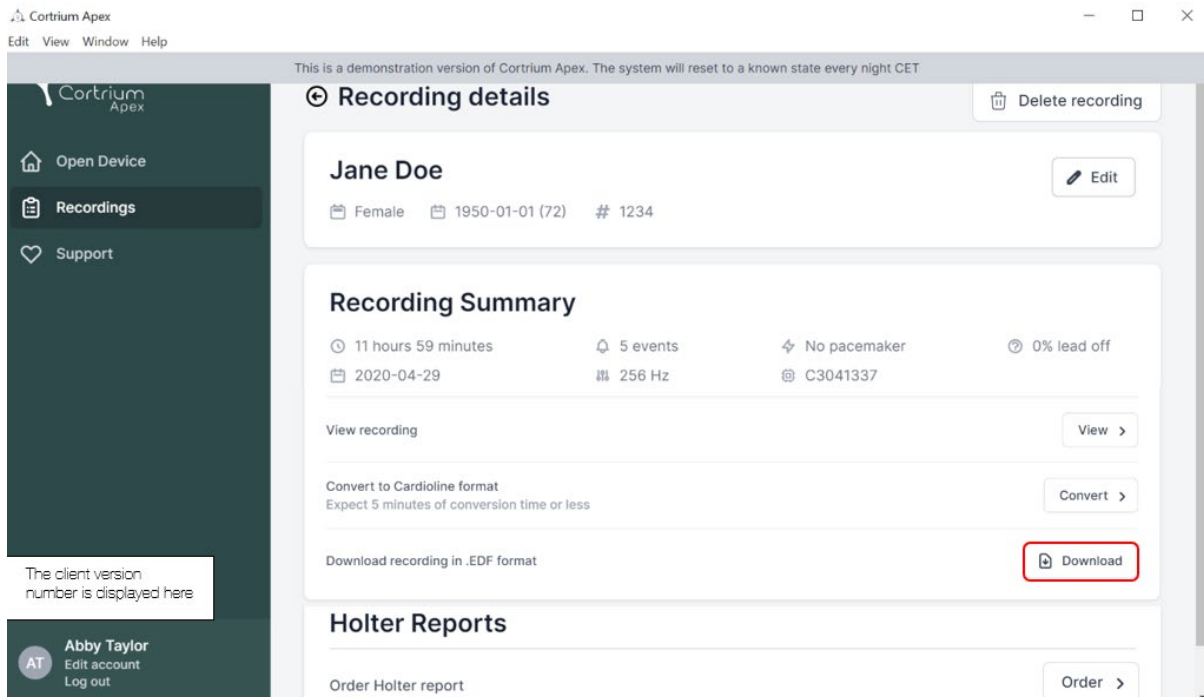 Cortrium Apex
Edit View Window Help
This is a demonstration version of Cortrium Apex. The system will reset to a known state every night CET
Cortrium
Apex
Open Device
Recordings
Support
The client version
number is displayed here
AT
Abby Taylor
Edit account
Log out
Recording details
Delete recording
Jane Doe
Edit
Female 1950-01-01 (72) # 1234
Recording Summary
11 hours 59 minutes 5 events No pacemaker 0% lead off
2020-04-29 256 Hz C3041337
View recording
View >
Convert to Cardioline format
Expect 5 minutes of conversion time or less
Convert >
Download recording in .EDF format
Download
Holter Reports
Order Holter report
Order >